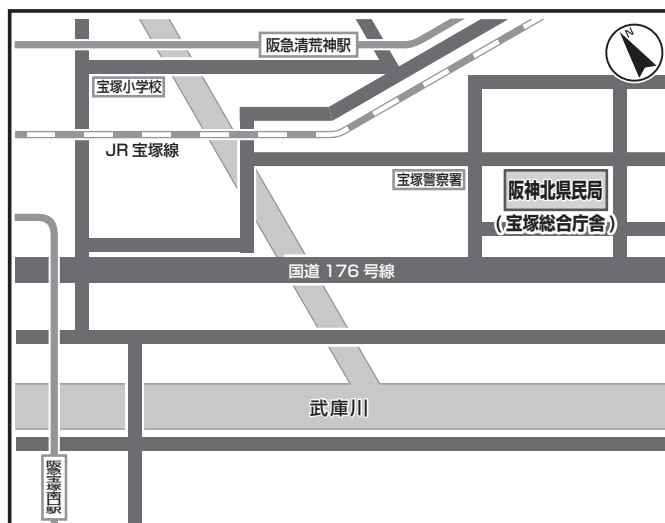 阪急清荒神駅
N
宝塚小学校
JR 宝塚線
宝塚警察署
阪神北県民局
(宝塚総合庁舎)
国道 176 号線
武庫川
阪急宝塚南口駅